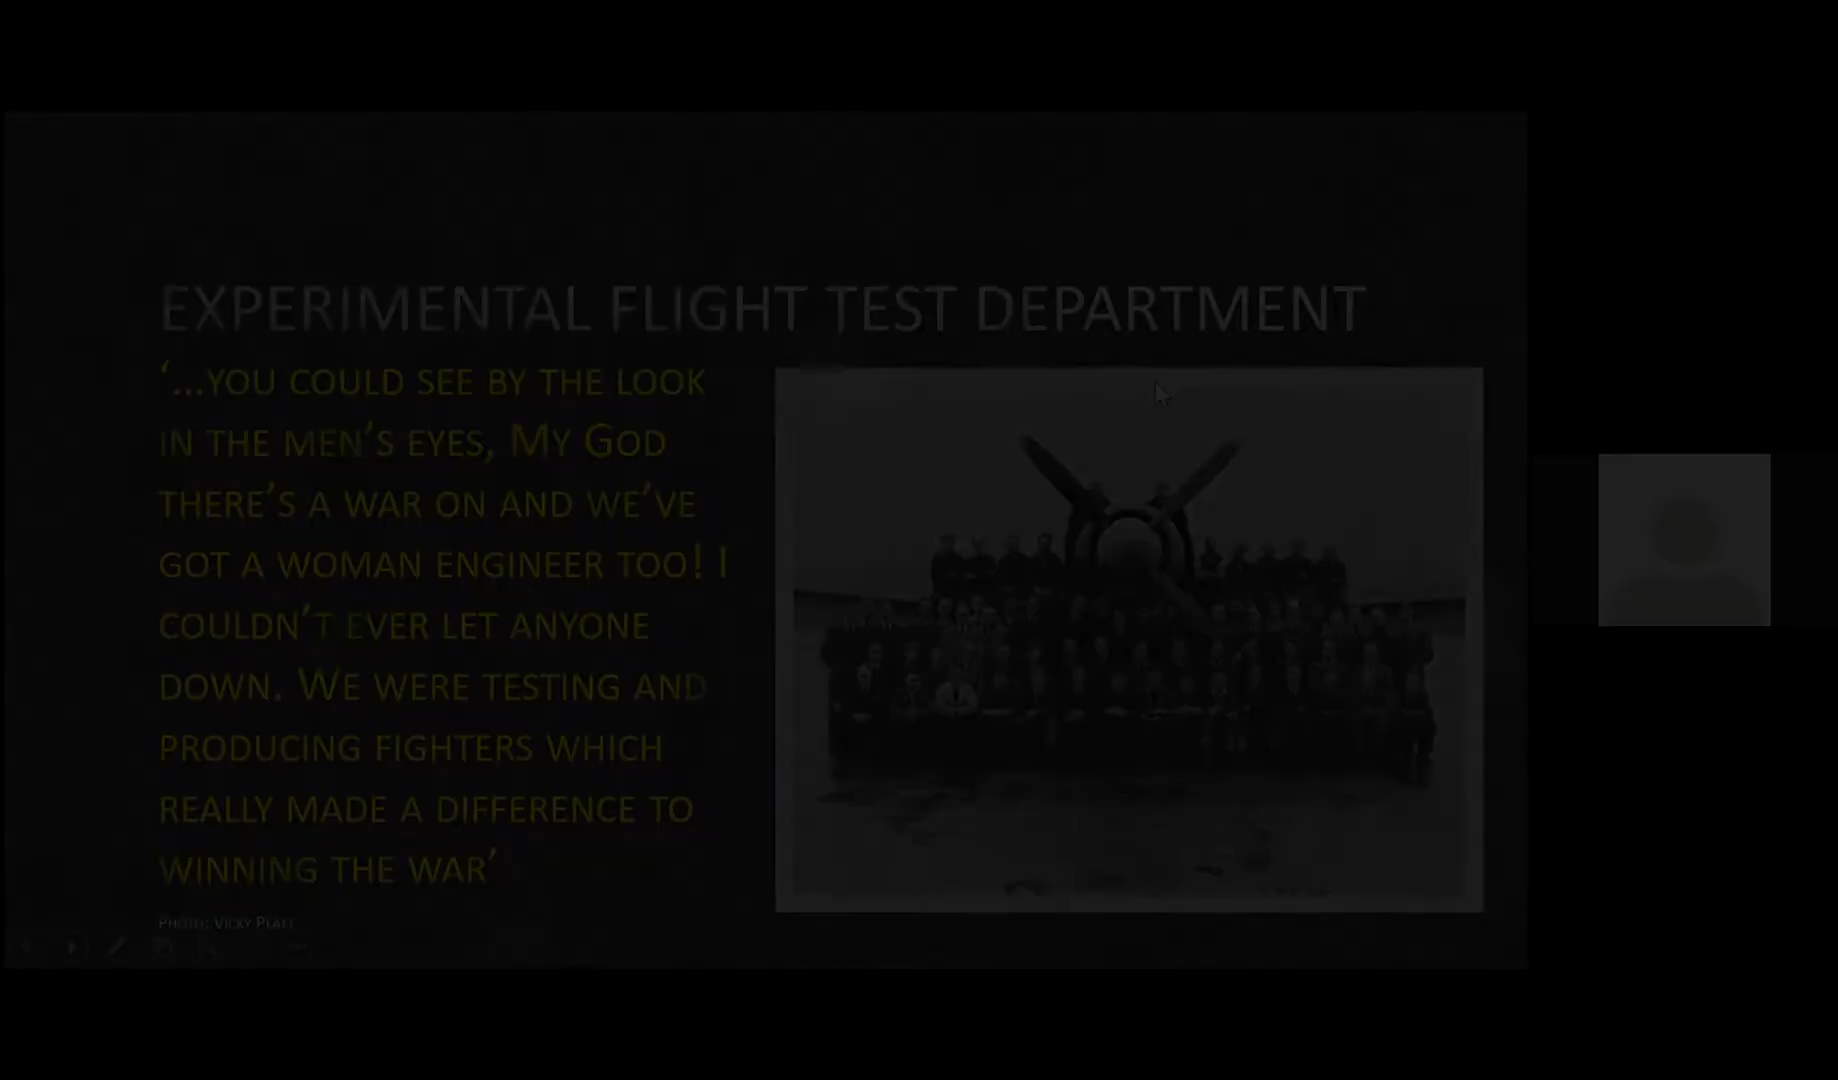 EXPERIMENTAL FLIGHT TEST DEPARTMENT
‘…YOU COULD SEE BY THE LOOK
IN THE MEN’S EYES, MY GOD
THERE’S A WAR ON AND WE’VE
GOT A WOMAN ENGINEER TOO! I
COULDN’T EVER LET ANYONE
DOWN. WE WERE TESTING AND
PRODUCING FIGHTERS WHICH
REALLY MADE A DIFFERENCE TO
WINNING THE WAR’
PHOTO: VICKY PLATT